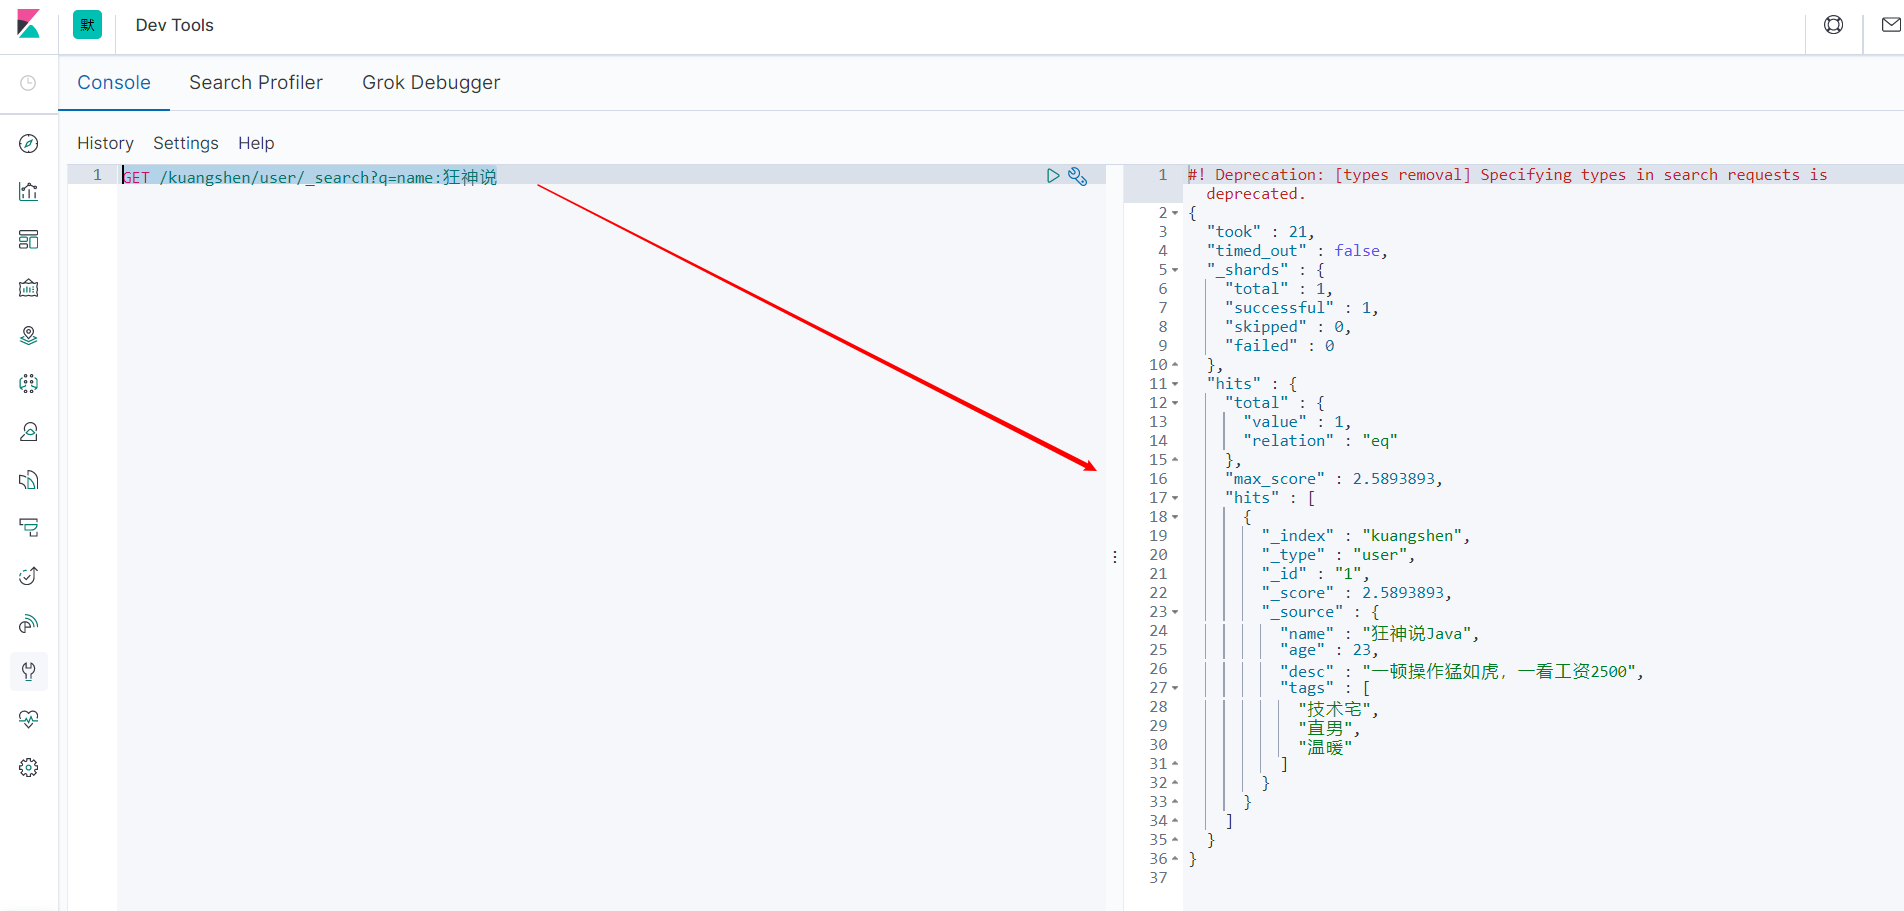 默 Dev Tools
Console Search Profiler Grok Debugger
History Settings Help
1 GET /kuangshen/user/_search?q=name:狂神说
1 #! Deprecation: [types removal] Specifying types in search requests is
deprecated.
2 {
3 "took" : 21,
4 "timed_out" : false,
5 "_shards" : {
6 "total" : 1,
7 "successful" : 1,
8 "skipped" : 0,
9 "failed" : 0
10 },
11 "hits" : {
12 "total" : {
13 "value" : 1,
14 "relation" : "eq"
15 },
16 "max_score" : 2.5893893,
17 "hits" : [
18 {
19 "_index" : "kuangshen",
20 "_type" : "user",
21 "_id" : "1",
22 "_score" : 2.5893893,
23 "_source" : {
24 "name" : "狂神说Java",
25 "age" : 23,
26 "desc" : "一顿操作猛如虎，一看工资2500",
27 "tags" : [
28 "技术宅",
29 "直男",
30 "温暖"
31 ]
32 }
33 }
34 ]
35 }
36 }
37